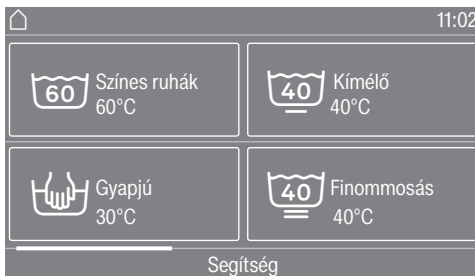 11:02
60
Színes ruhák
60°C
40
Kímélő
40°C
Gyapjú
30°C
40
Finommosás
40°C
Segítség